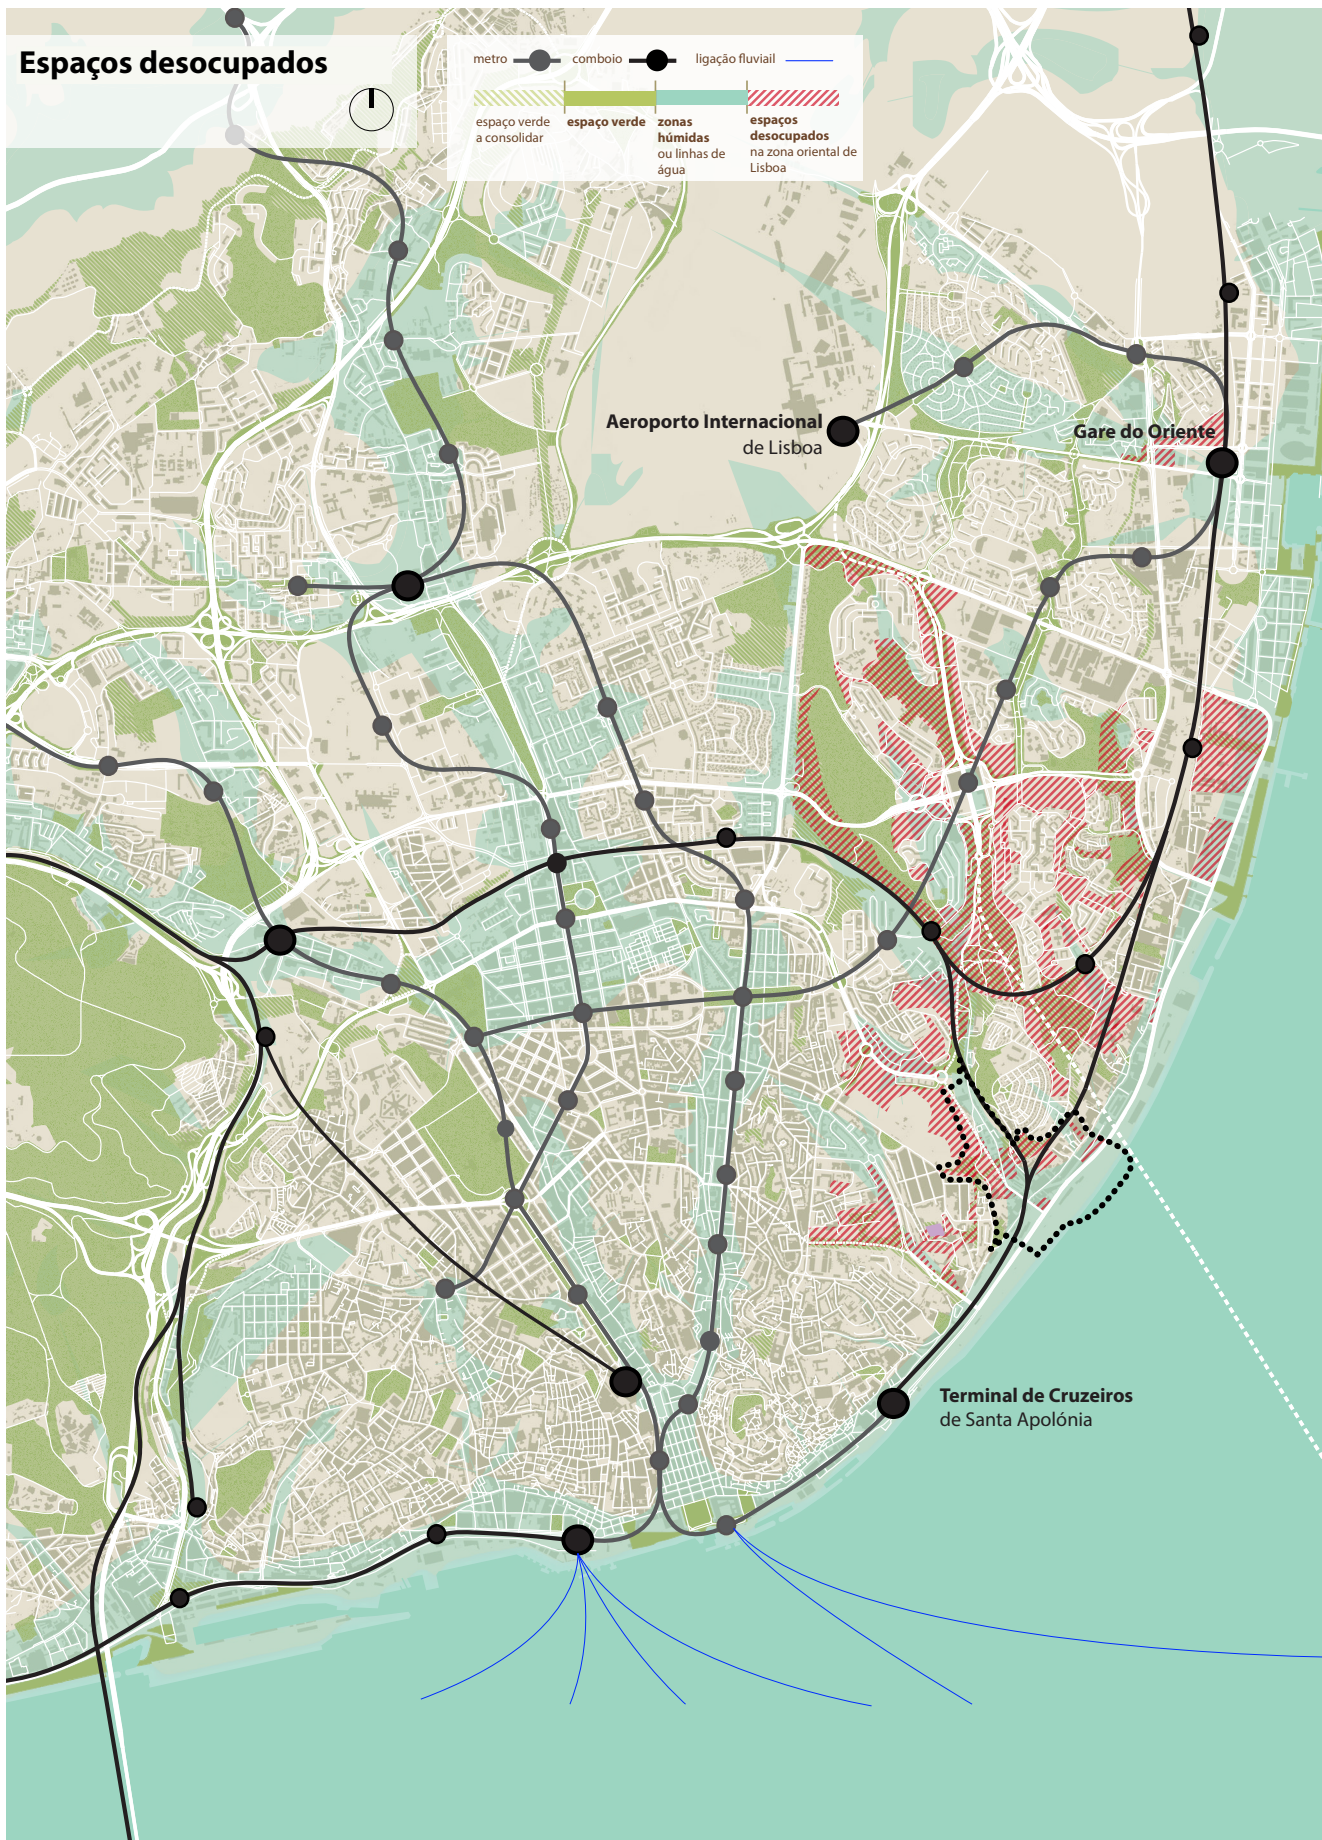 Espaços desocupados
metro
comboio
ligação fluviail
espaço verde
a consolidar
espaço verde
zonas
húmidas
ou linhas de
água
espaços
desocupados
na zona oriental de
Lisboa
Aeroporto Internacional
de Lisboa
Gare do Oriente
Terminal de Cruzeiros
de Santa Apolónia